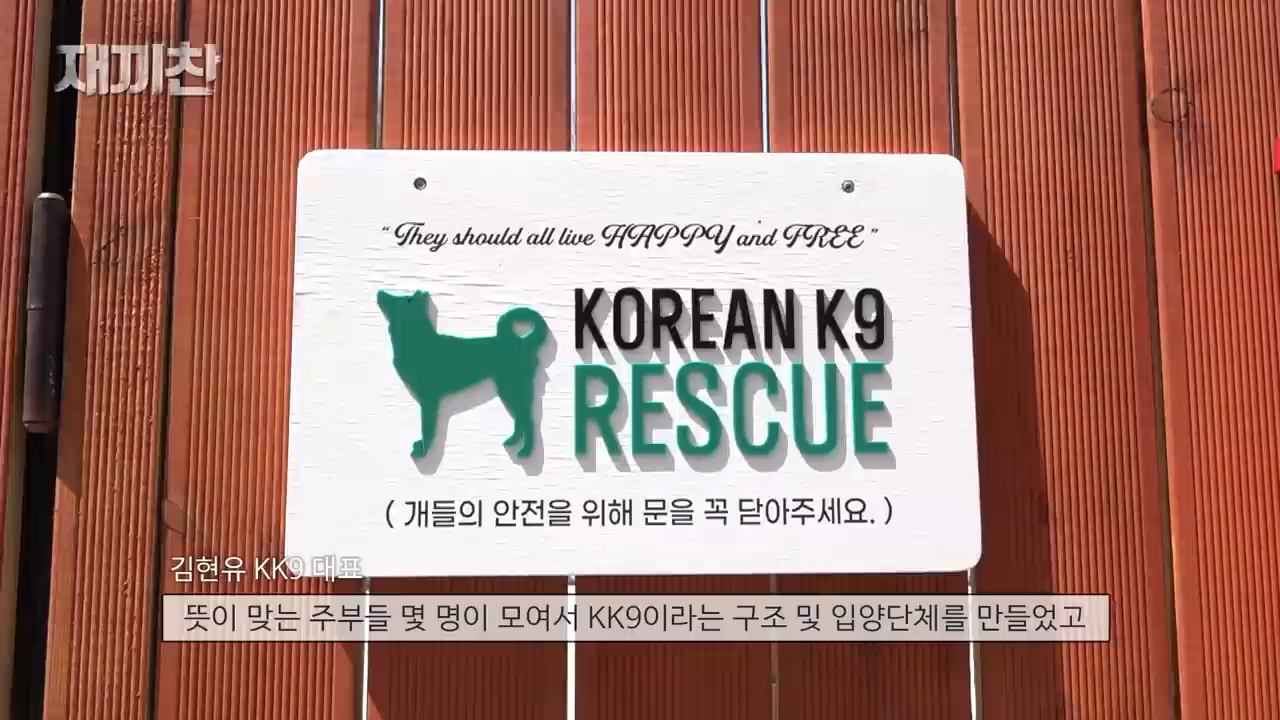 재끼찬
“They should all live HAPPY and FREE”
KOREAN K9
RESCUE
( 개들의 안전을 위해 문을 꼭 닫아주세요. )
김현유 KK9 대표
뜻이 맞는 주부들 몇 명이 모여서 KK9이라는 구조 및 입양단체를 만들었고